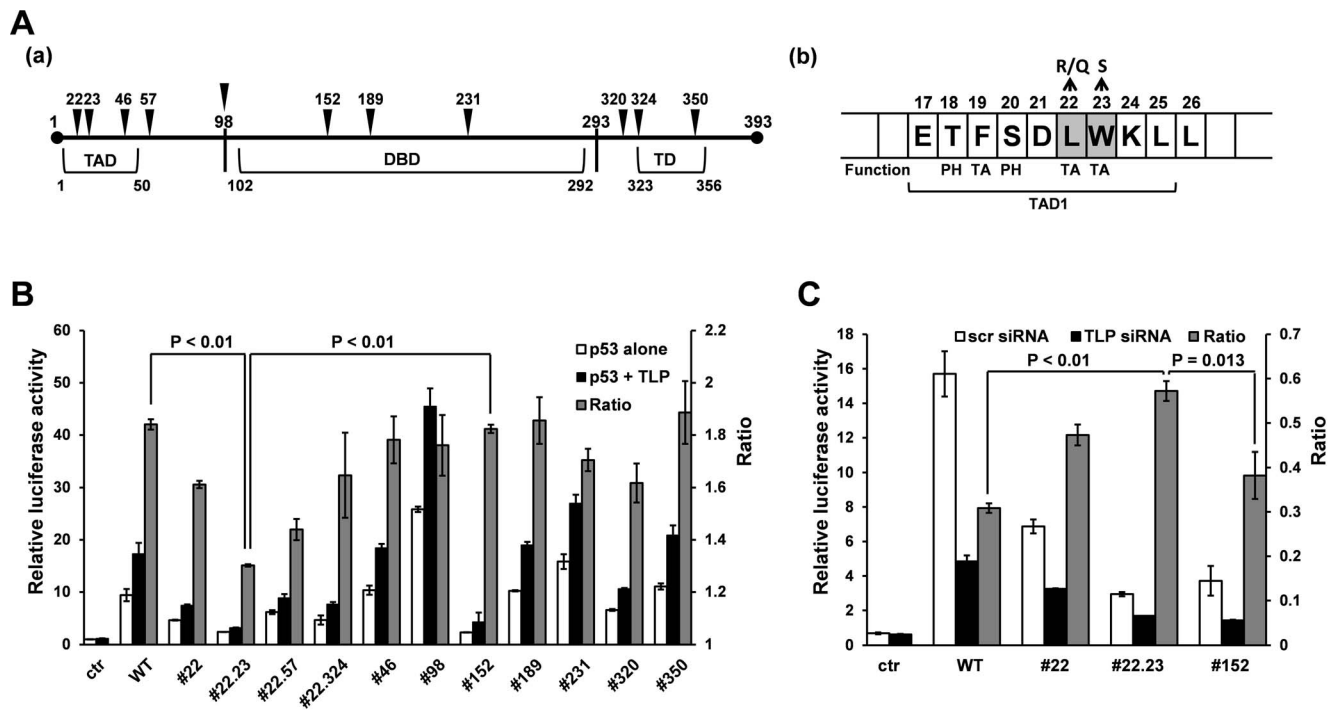 A
(a)
22 23 46 57 152 189 231 320 324 350
1 98 293 393
TAD DBD TD
1 50 102 292 323 356
(b)
R/Q S
17 18 19 20 21 22 23 24 25 26
E T F S D L W K L L
Function PH TA PH TA TA
TAD1
B
P < 0.01 P < 0.01
p53 alone
p53 + TLP
Ratio
Relative luciferase activity
60
50
40
30
20
10
0
2.2
2
1.8
1.6
1.4
1.2
1
Ratio
ctr WT #22 #22.23 #22.57 #22.324 #46 #98 #152 #189 #231 #320 #350
C
scr siRNA TLP siRNA Ratio
P < 0.01 P = 0.013
Relative luciferase activity
18
16
14
12
10
8
6
4
2
0
0.7
0.6
0.5
0.4
0.3
0.2
0.1
0
Ratio
ctr WT #22 #22.23 #152